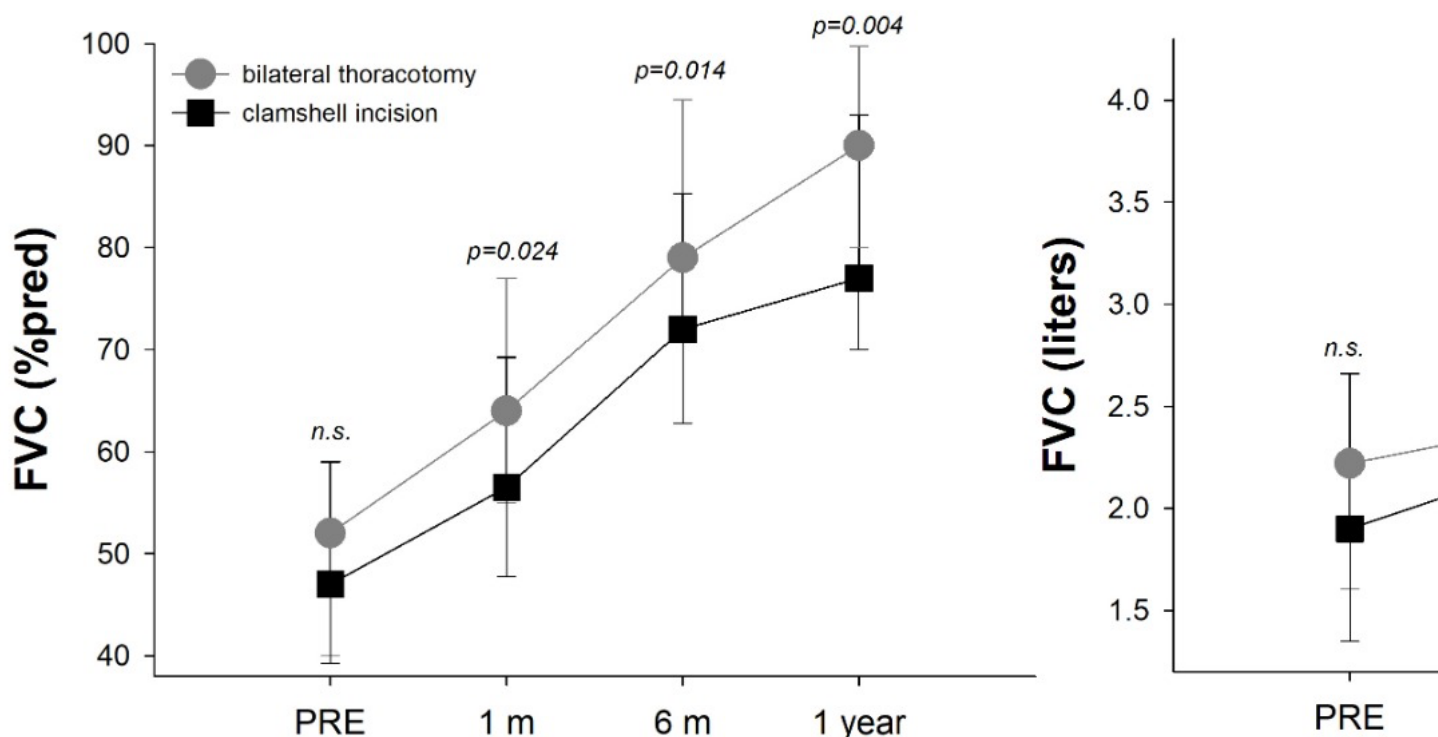 p=0.004
100
bilateral thoracotomy
p=0.014
clamshell incision
4.0
90
3.5
p=0.024
80
FVC (%pred)
FVC (liters)
3.0
70
n.s.
2.5
n.s.
60
2.0
50
1.5
40
PRE
1 m
6 m
1 year
PRE